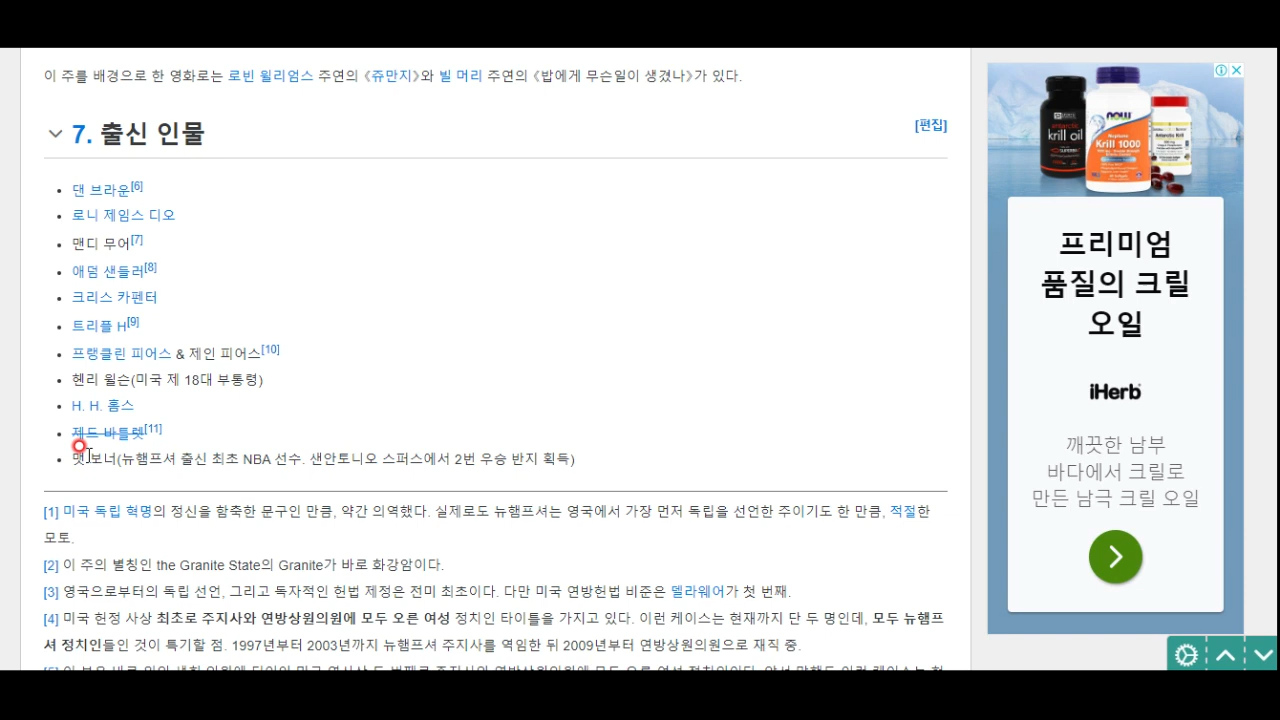 이 주를 배경으로 한 영화로는 로빈 윌리엄스 주연의 《쥬만지》와 빌 머리 주연의 《밥에게 무슨일이 생겼나》가 있다.
7. 출신 인물
[편집]
댄 브라운[6]
로니 제임스 디오
맨디 무어[7]
애덤 샌들러[8]
크리스 카펜터
트리플 H[9]
프랭클린 피어스 & 제인 피어스[10]
헨리 윌슨(미국 제 18대 부통령)
H. H. 홈스
제드 바틀렛[11]
맷 보너(뉴햄프셔 출신 최초 NBA 선수. 샌안토니오 스퍼스에서 2번 우승 반지 획득)
[1] 미국 독립 혁명의 정신을 함축한 문구인 만큼, 약간 의역했다. 실제로도 뉴햄프셔는 영국에서 가장 먼저 독립을 선언한 주이기도 한 만큼, 적절한
모토.
[2] 이 주의 별칭인 the Granite State의 Granite가 바로 화강암이다.
[3] 영국으로부터의 독립 선언, 그리고 독자적인 헌법 제정은 전미 최초이다. 다만 미국 연방헌법 비준은 델라웨어가 첫 번째.
[4] 미국 헌정 사상 최초로 주지사와 연방상원의원에 모두 오른 여성 정치인 타이틀을 가지고 있다. 이런 케이스는 현재까지 단 두 명인데, 모두 뉴햄프
셔 정치인들인 것이 특기할 점. 1997년부터 2003년까지 뉴햄프셔 주지사를 역임한 뒤 2009년부터 연방상원의원으로 재직 중.
krill oil
NOW
Krill 1000
프리미엄
품질의 크릴
오일
iHerb
깨끗한 남부
바다에서 크릴로
만든 남극 크릴 오일